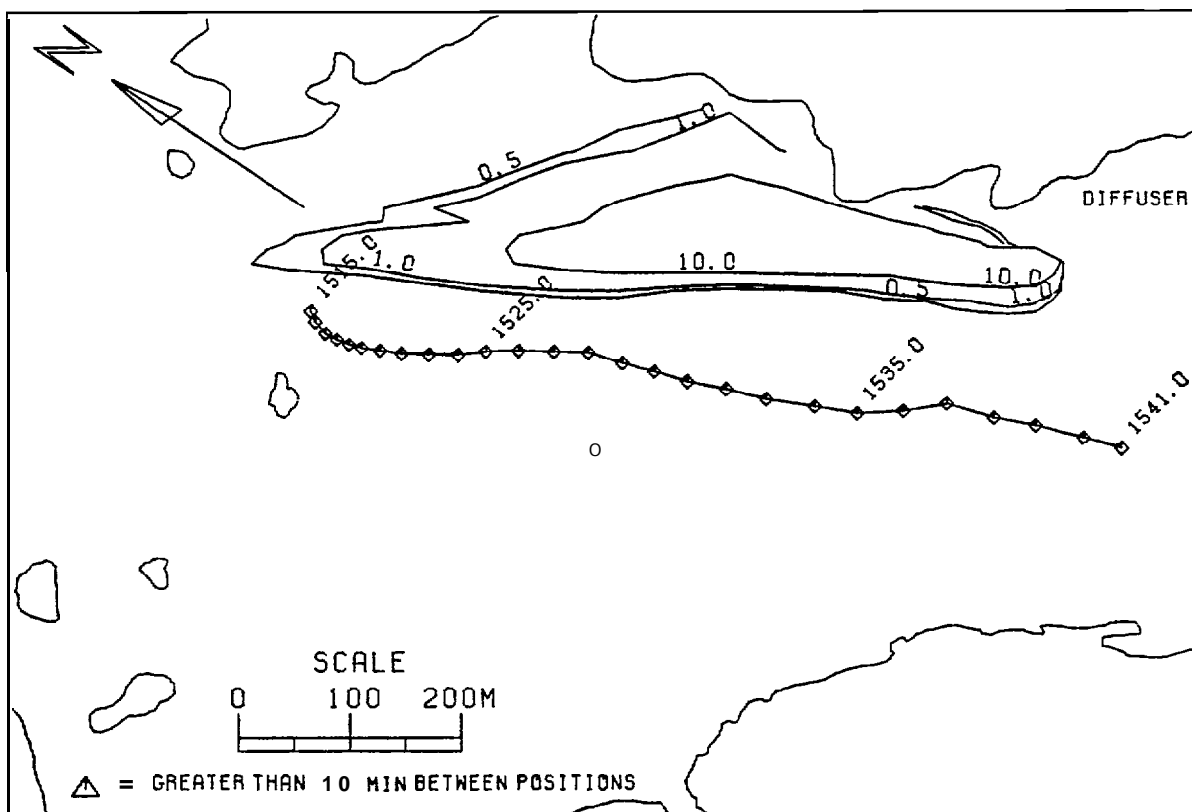 N
1.0
0.5
DIFFUSER
1515.0
1.0
10.0
10.0
0.5
1.0
1525.0
1535.0
1541.0
SCALE
0 100 200M
= GREATER THAN 10 MIN BETWEEN POSITIONS